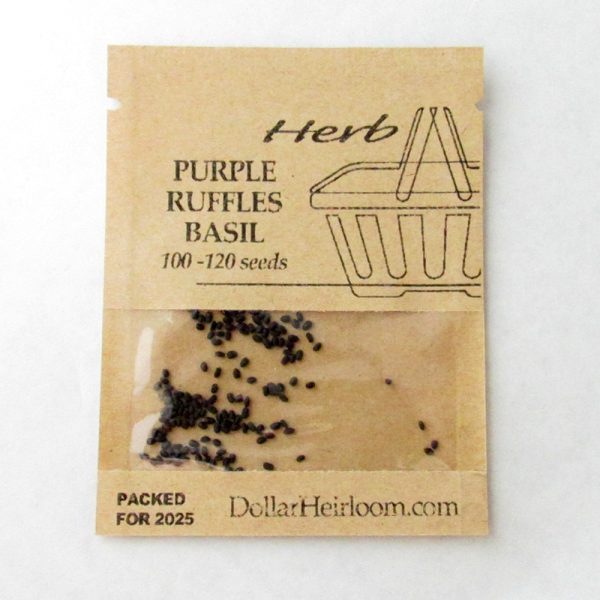 Herb
PURPLE
RUFFLES
BASIL
100 -120 seeds
PACKED
FOR 2025
DollarHeirloom.com